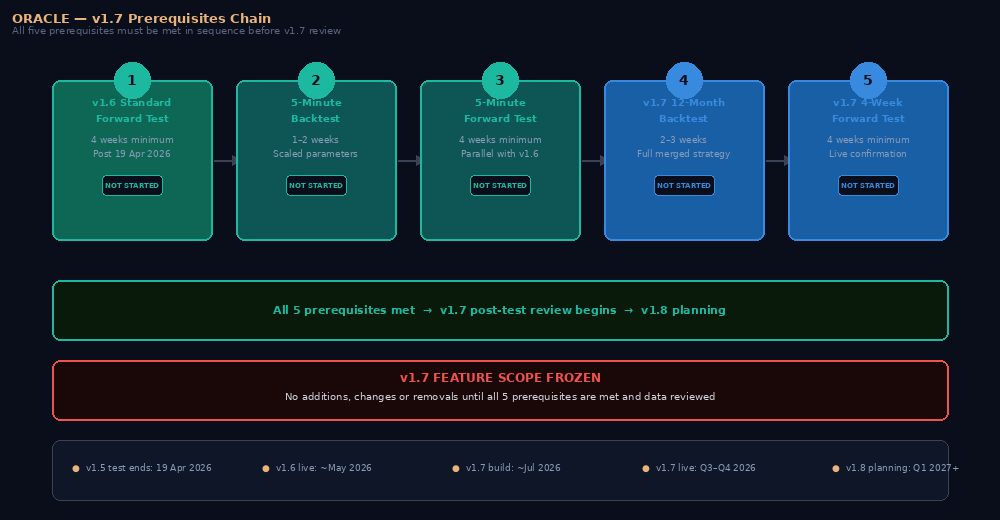 ORACLE — v1.7 Prerequisites Chain
All five prerequisites must be met in sequence before v1.7 review
1
v1.6 Standard
Forward Test
4 weeks minimum
Post 19 Apr 2026
NOT STARTED
2
5-Minute
Backtest
1–2 weeks
Scaled parameters
NOT STARTED
3
5-Minute
Forward Test
4 weeks minimum
Parallel with v1.6
NOT STARTED
4
v1.7 12-Month
Backtest
2–3 weeks
Full merged strategy
NOT STARTED
5
v1.7 4-Week
Forward Test
4 weeks minimum
Live confirmation
NOT STARTED
All 5 prerequisites met → v1.7 post-test review begins → v1.8 planning
v1.7 FEATURE SCOPE FROZEN
No additions, changes or removals until all 5 prerequisites are met and data reviewed
● v1.5 test ends: 19 Apr 2026 ● v1.6 live: ~May 2026 ● v1.7 build: ~Jul 2026 ● v1.7 live: Q3–Q4 2026 ● v1.8 planning: Q1 2027+